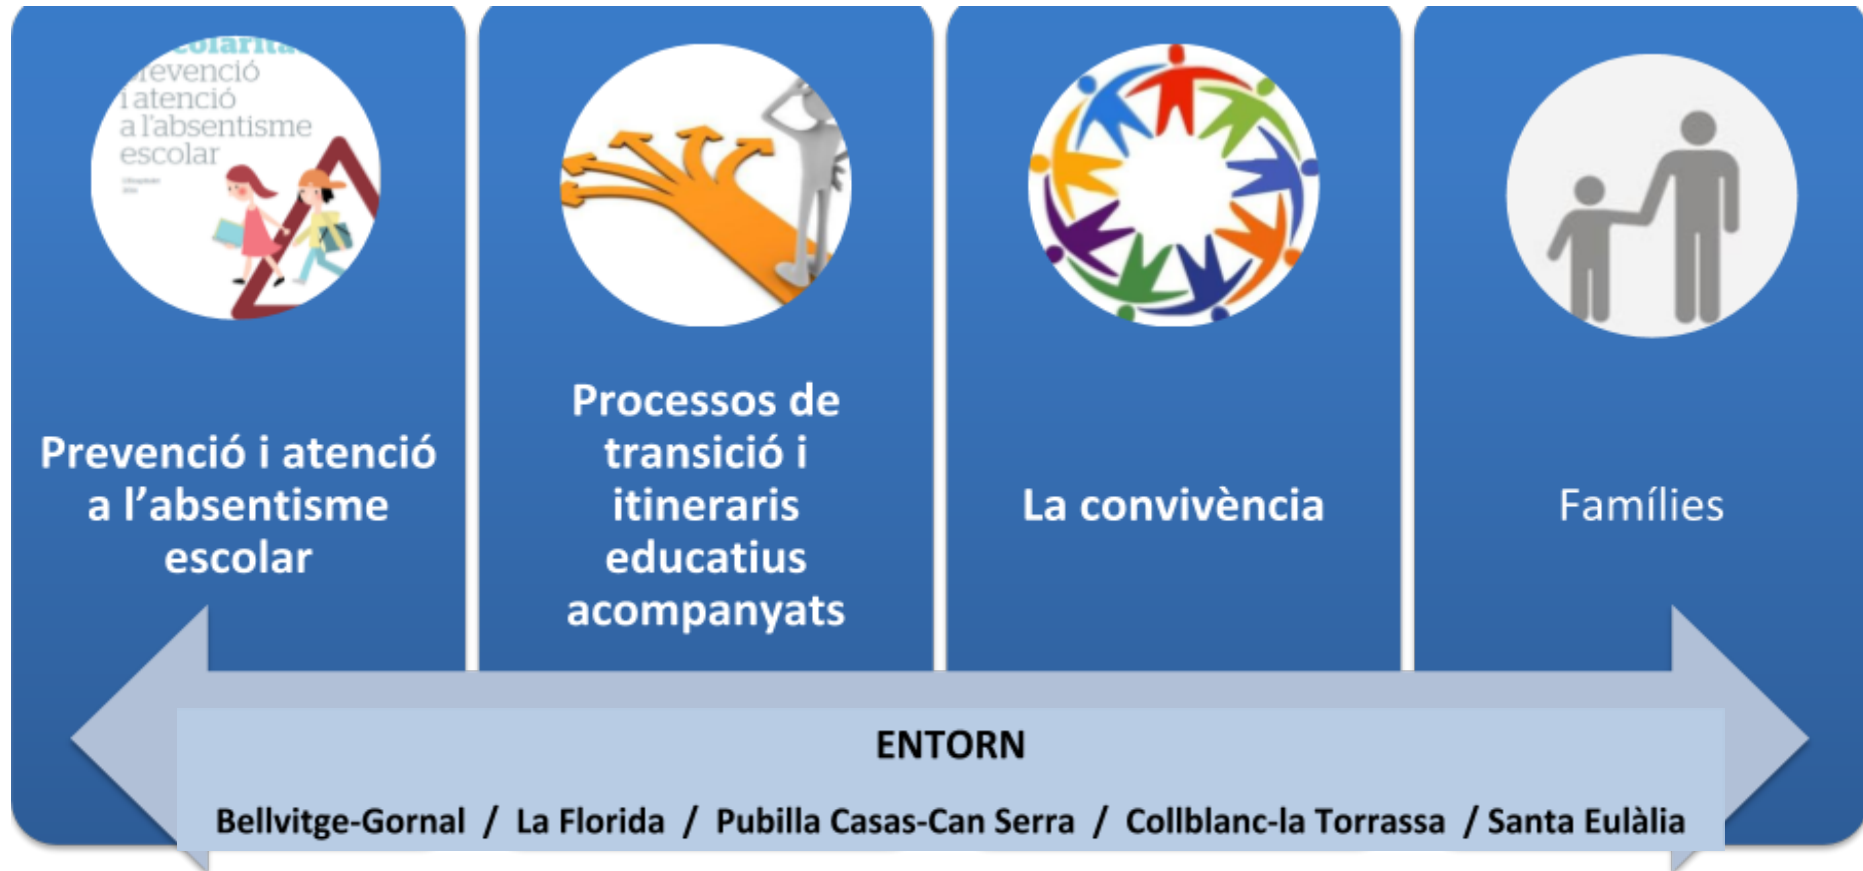 prevenció
i atenció
a l'absentisme
escolar
Prevenció i atenció
a l'absentisme
escolar
Processos de
transició i
itineraris
educatius
acompanyats
La convivència
Famílies
ENTORN
Bellvitge-Gornal / La Florida / Pubilla Casas-Can Serra / Collblanc-la Torrassa / Santa Eulàlia